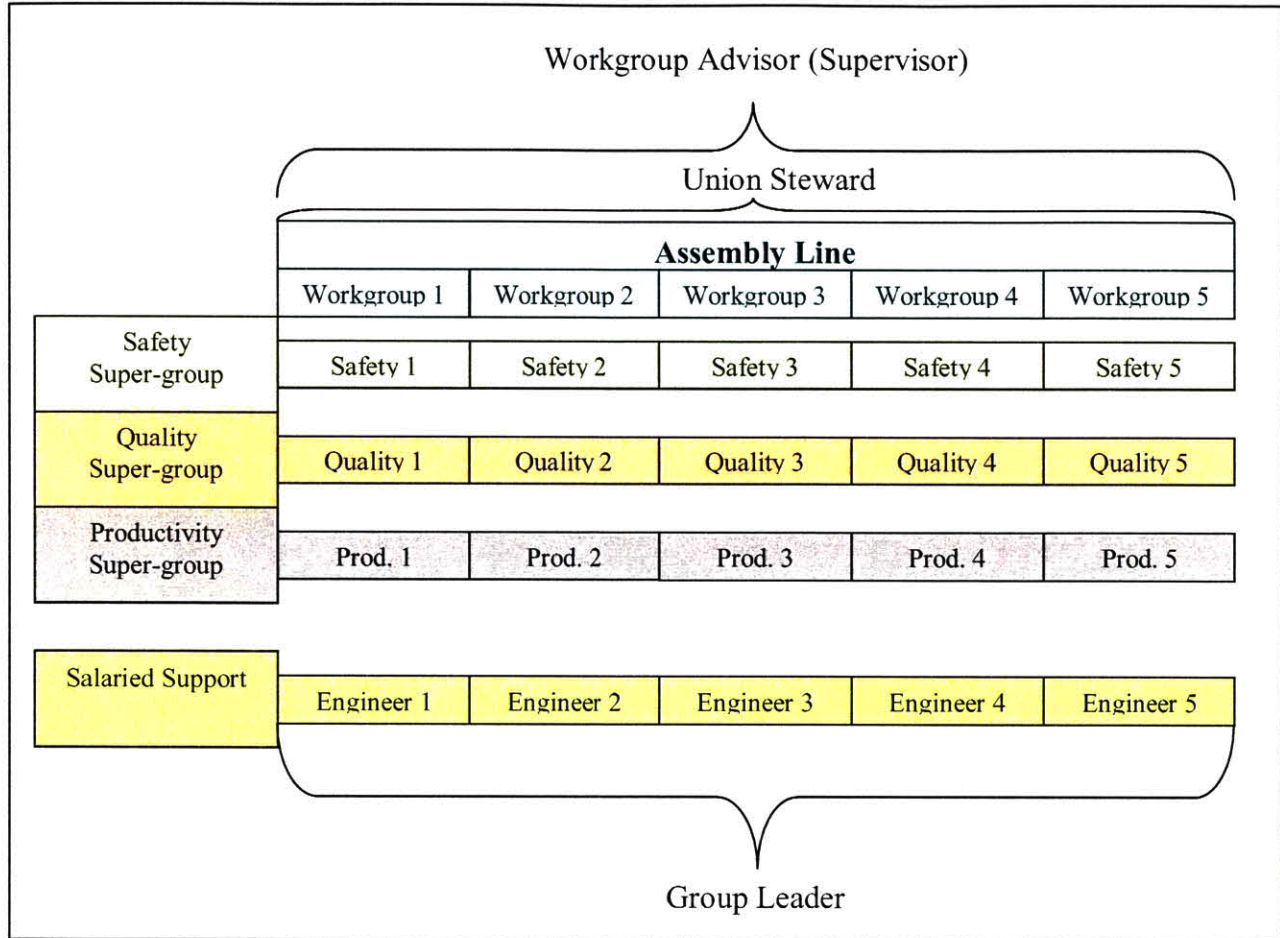 Workgroup Advisor (Supervisor)
Union Steward
Assembly Line
Workgroup 1 Workgroup 2 Workgroup 3 Workgroup 4 Workgroup 5
Safety
Super-group
Safety 1 Safety 2 Safety 3 Safety 4 Safety 5
Quality
Super-group
Quality 1 Quality 2 Quality 3 Quality 4 Quality 5
Productivity
Super-group
Prod. 1 Prod. 2 Prod. 3 Prod. 4 Prod. 5
Salaried Support
Engineer 1 Engineer 2 Engineer 3 Engineer 4 Engineer 5
Group Leader